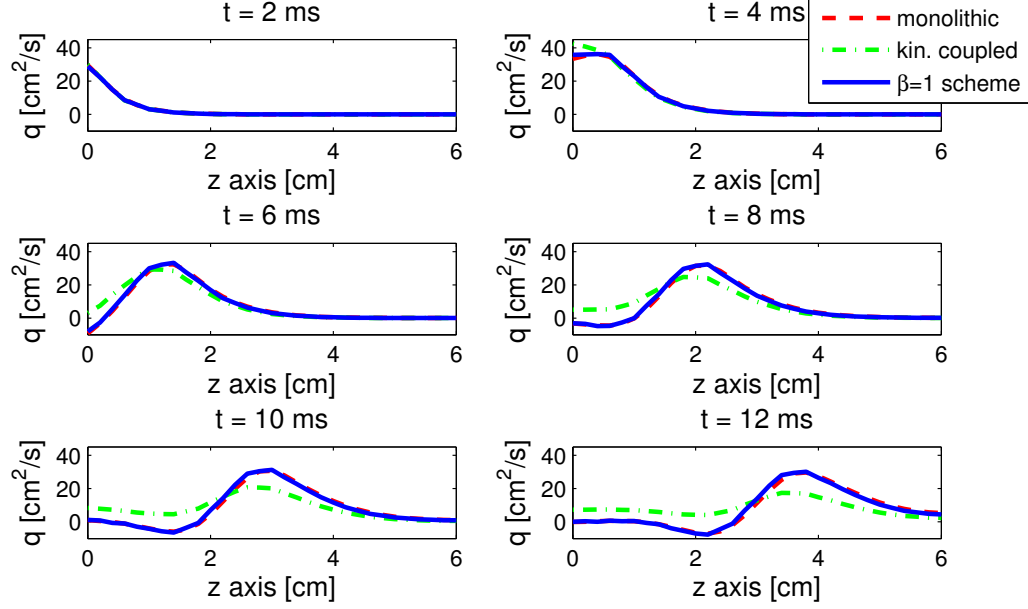 t = 2 ms
q [cm²/s]
40
20
0
0 2 4 6
z axis [cm]
t = 4 ms
q [cm²/s]
40
20
0
0 2 4 6
z axis [cm]
monolithic
kin. coupled
β=1 scheme
t = 6 ms
q [cm²/s]
40
20
0
0 2 4 6
z axis [cm]
t = 8 ms
q [cm²/s]
40
20
0
0 2 4 6
z axis [cm]
t = 10 ms
q [cm²/s]
40
20
0
0 2 4 6
z axis [cm]
t = 12 ms
q [cm²/s]
40
20
0
0 2 4 6
z axis [cm]